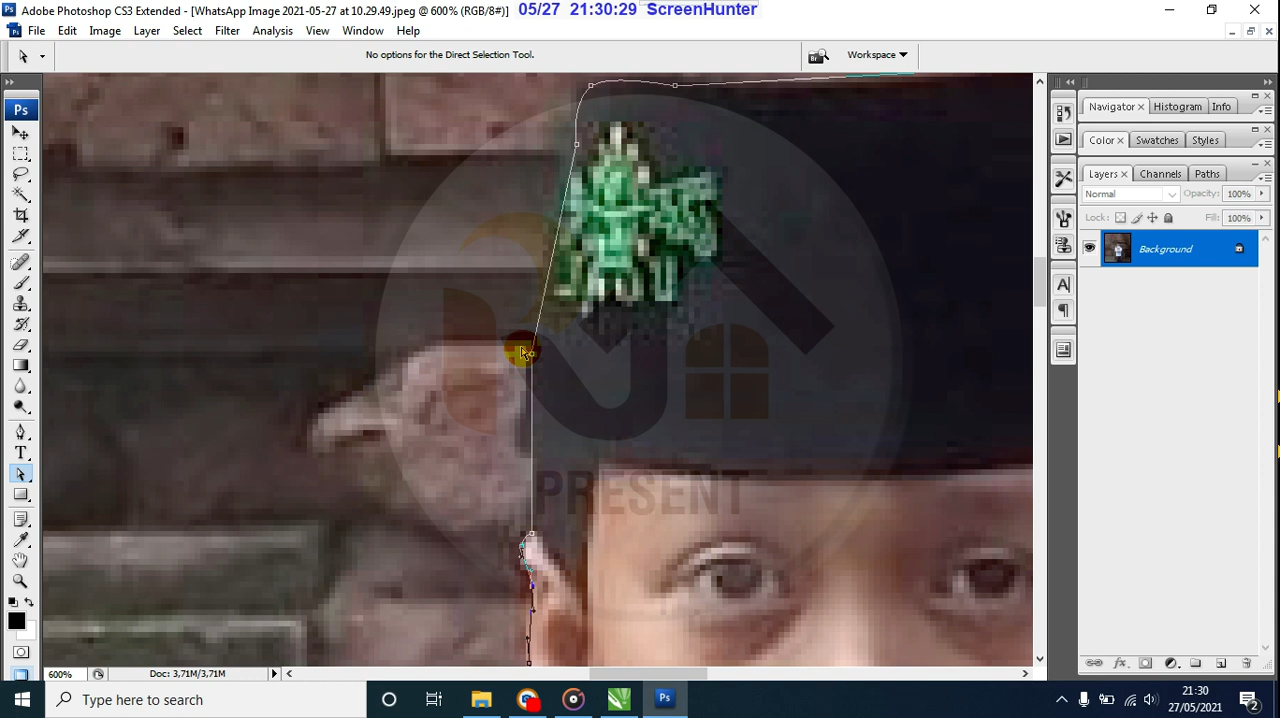 Adobe Photoshop CS3 Extended - [WhatsApp Image 2021-05-27 at 10.29.49.jpeg @ 600% (RGB/8#)]
05/27 21:30:29 ScreenHunter
File Edit Image Layer Select Filter Analysis View Window Help
No options for the Direct Selection Tool.
Workspace
Ps
Navigator × Histogram Info
Color × Swatches Styles
Layers × Channels Paths
Normal Opacity: 100%
Lock: Fill: 100%
Background
PRESENT
600% Doc: 3,71M/3,71M
Type here to search
Ps
21:30
27/05/2021
2